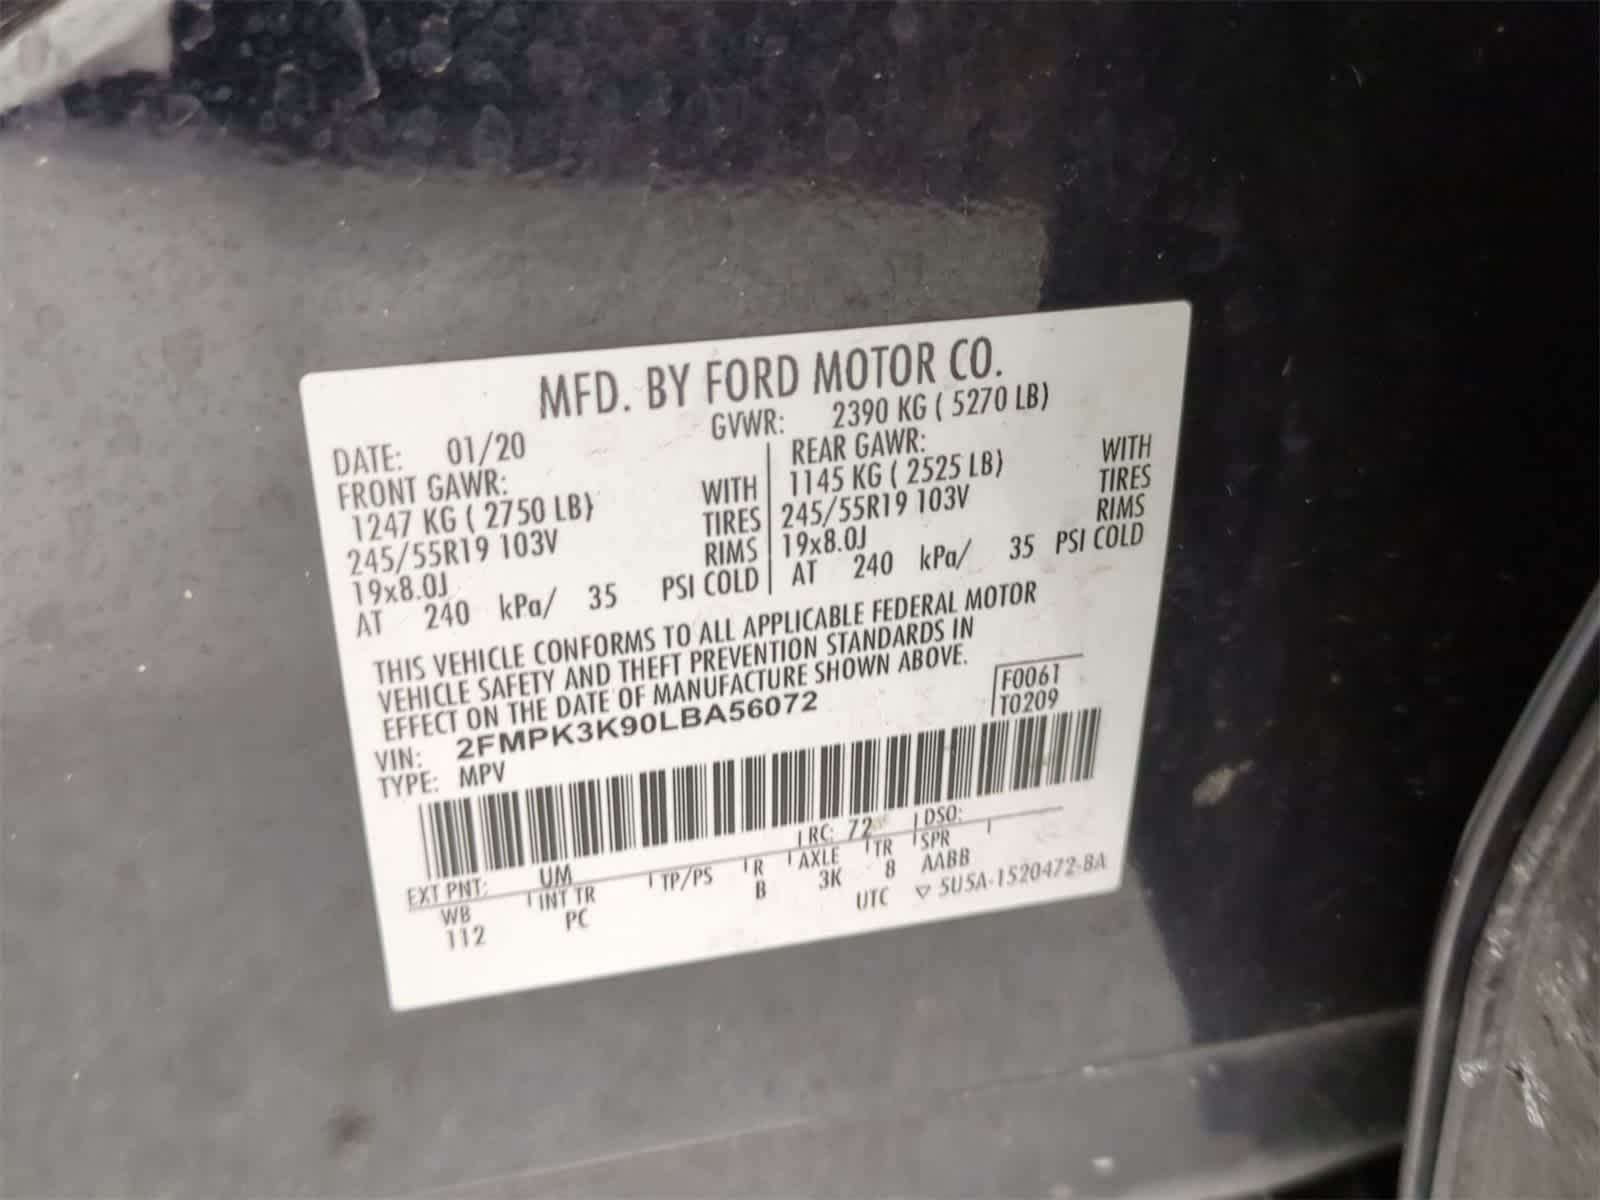 MFD. BY FORD MOTOR CO.
DATE: 01/20 GVWR: 2390 KG ( 5270 LB)
FRONT GAWR: REAR GAWR:
1247 KG ( 2750 LB) WITH 1145 KG ( 2525 LB) WITH
245/55R19 103V TIRES 245/55R19 103V TIRES
19x8.0J RIMS 19x8.0J RIMS
AT 240 kPa/ 35 PSI COLD AT 240 kPa/ 35 PSI COLD
THIS VEHICLE CONFORMS TO ALL APPLICABLE FEDERAL MOTOR
VEHICLE SAFETY AND THEFT PREVENTION STANDARDS IN
EFFECT ON THE DATE OF MANUFACTURE SHOWN ABOVE.
VIN: 2FMPK3K90LBA56072 F0061
TYPE: MPV T0209
EXT PNT: UM RC: 72 DSO:
WB INT TR TP/PS R AXLE TR SPR
112 PC B 3K 8 AABB
UTC ▽ 5U5A-1520472-BA